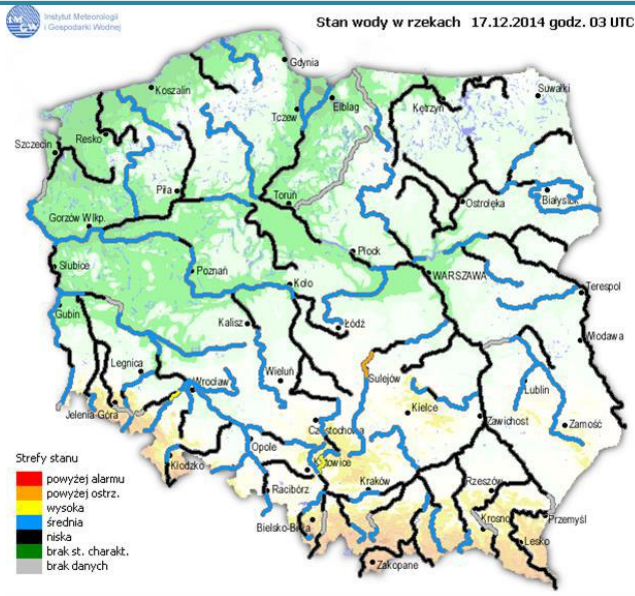 Instytut Meteorologii
i Gospodarki Wodnej
Stan wody w rzekach 17.12.2014 godz. 03 UTC
Gdynia
Koszalin
Suwałki
Elbląg
Kętrzyn
Tczew
Resko
Szczecin
Piła
Toruń
Ostrołęka
Białystok
Gorzów Wlkp.
Płock
Słubice
Poznań
WARSZAWA
Koło
Terespol
Gubin
Kalisz
Łódź
Włodawa
Legnica
Wieluń
Sulejów
Wrocław
Lublin
Jelenia-Góra
Kielce
Zawichost
Zamość
Częstochowa
Opole
Kłodzko
Katowice
Racibórz
Kraków
Rzeszów
Bielsko-Biała
Krosno
Przemyśl
Lesko
Zakopane
Strefy stanu
powyżej alarmu
powyżej ostrz.
wysoka
średnia
niska
brak st. charakt.
brak danych